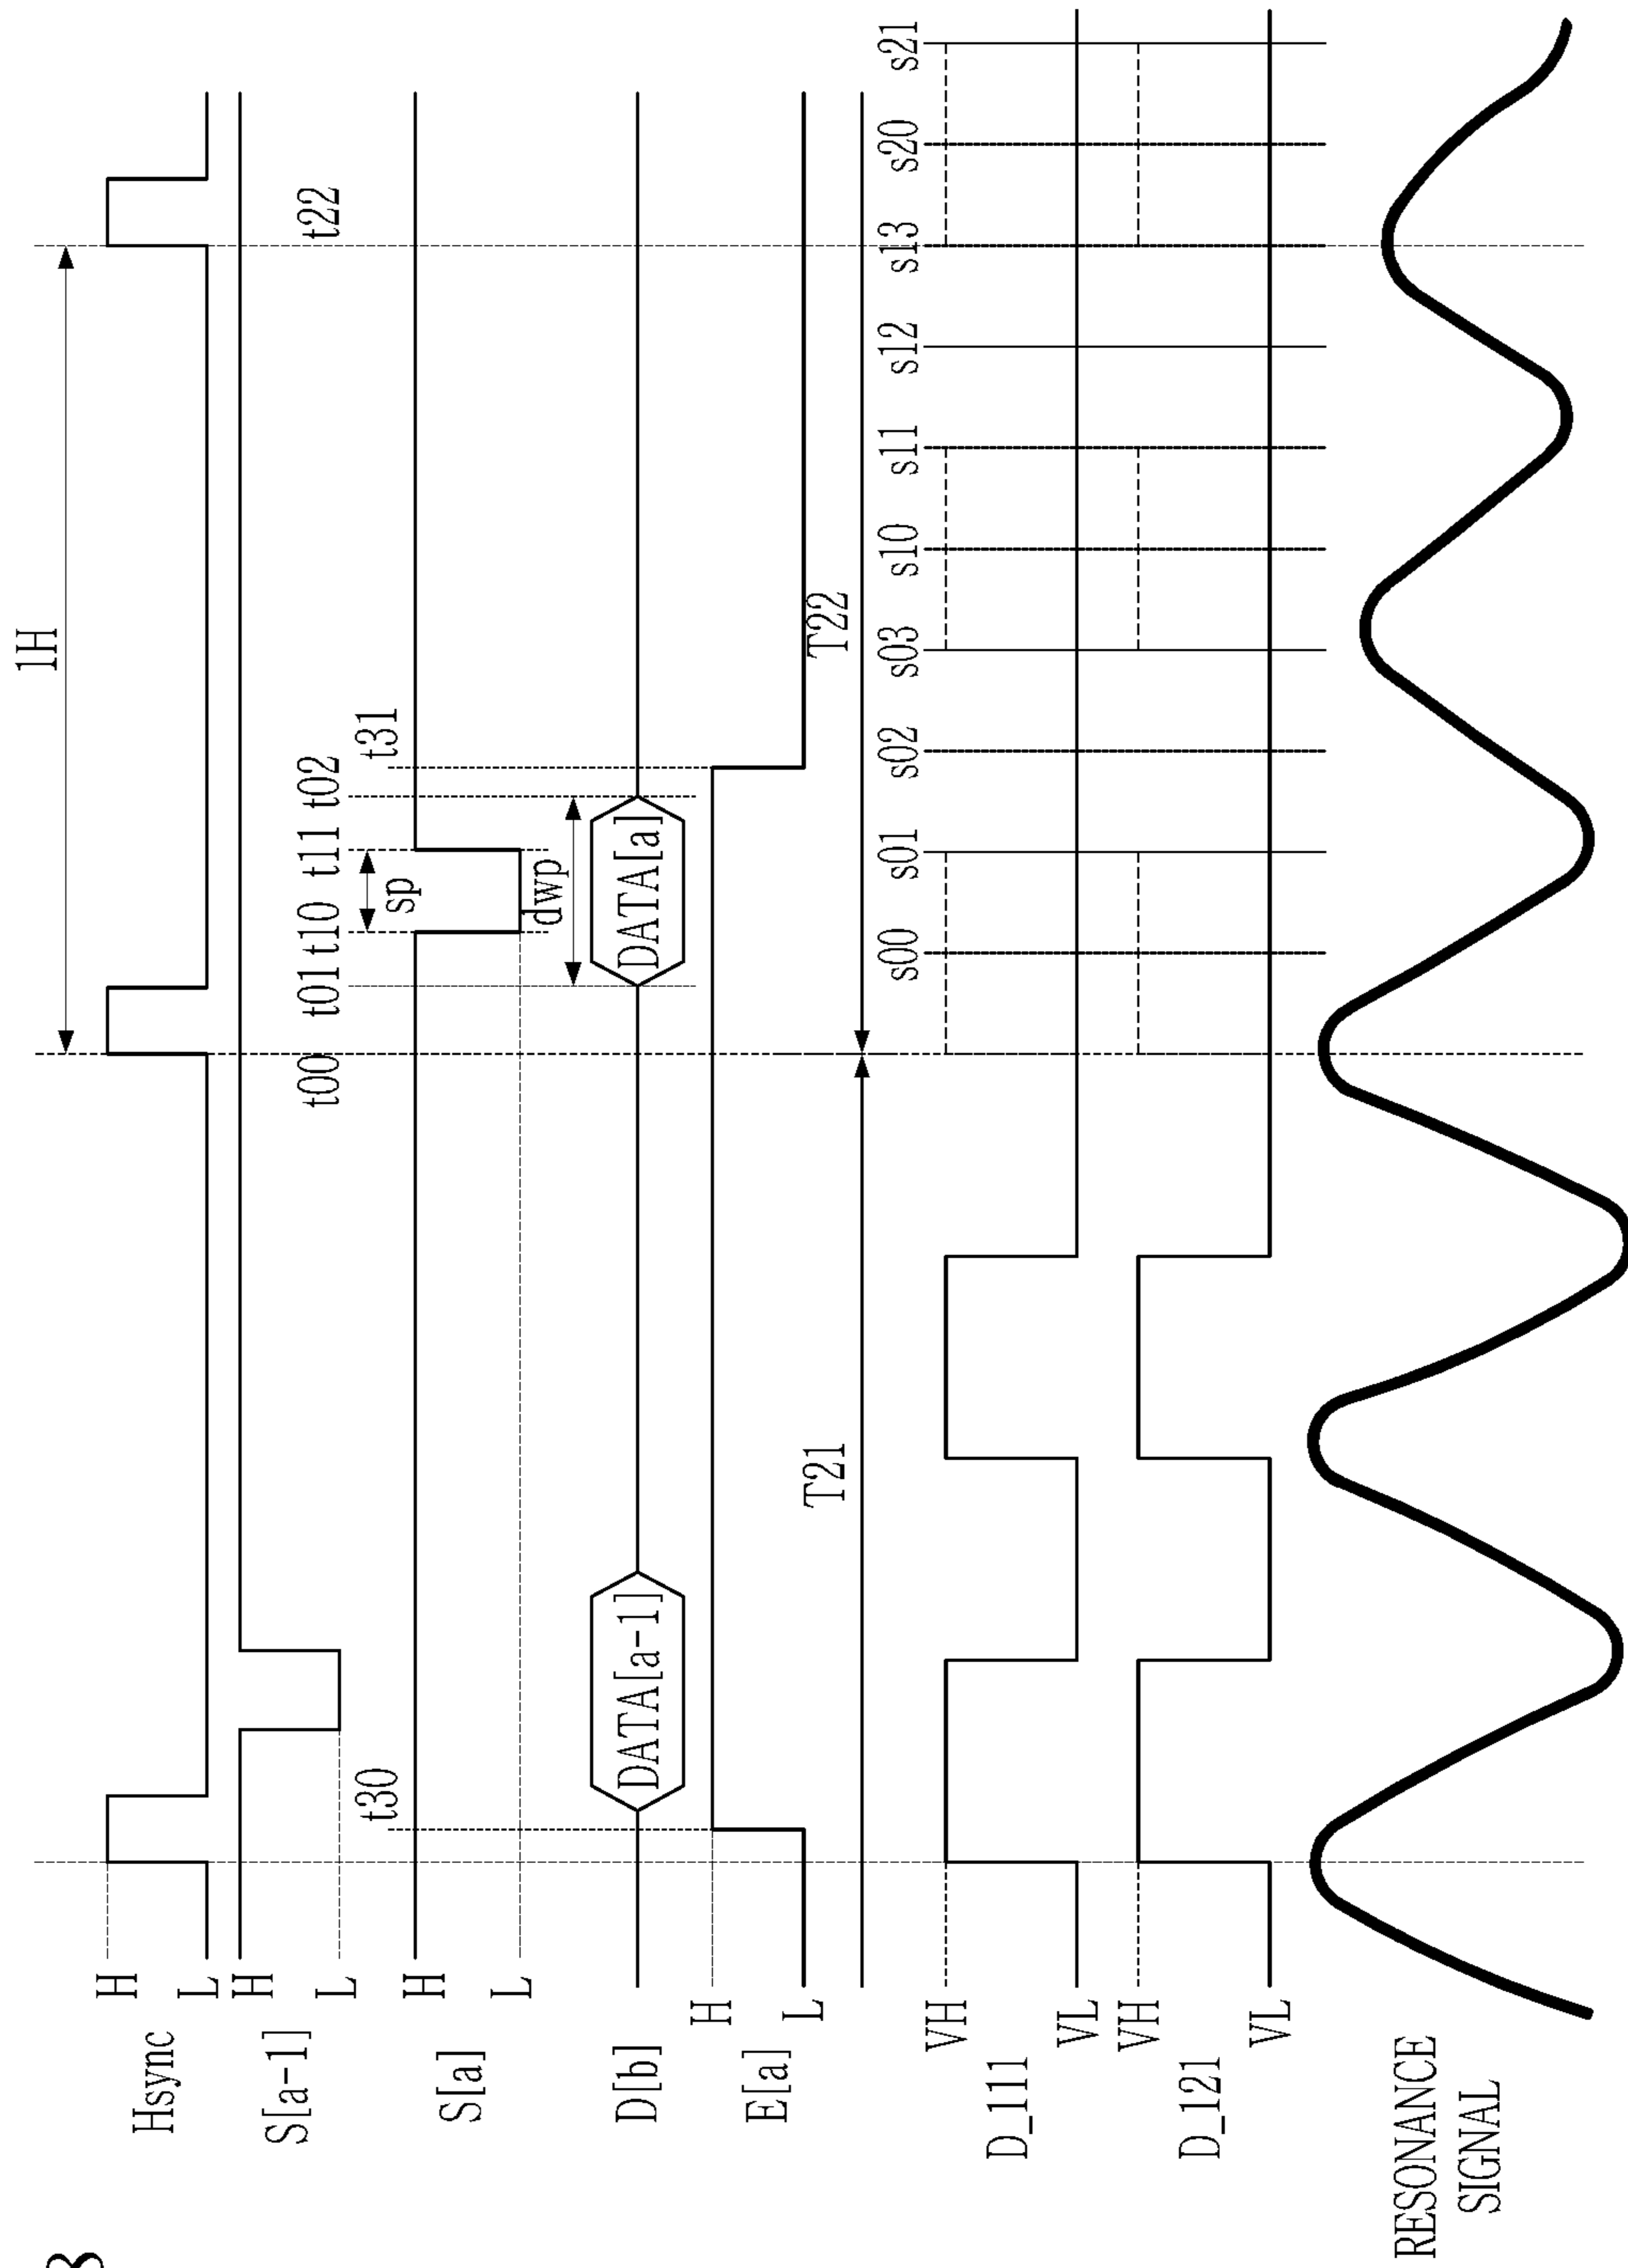 1H
Hsync
H
L
S[a-1]
H
L
t00 t01 t10 t11 t02
t22
S[a]
H
L
t30
sp
t31
dwp
D[b]
DATA[a-1]
DATA[a]
E[a]
H
L
T21
T22
s00 s01 s02 s03 s10 s11 s12 s13 s20 s21
D_111
VH
VL
D_121
VH
VL
RESONANCE
SIGNAL